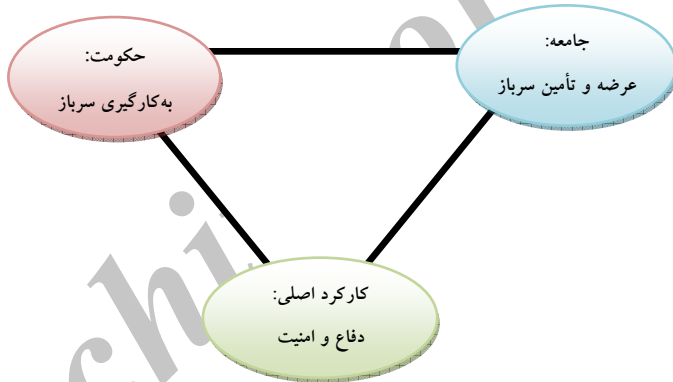 جامعه:
عرضه و تأمین سرباز
حکومت:
به‌کارگیری سرباز
کارکرد اصلی:
دفاع و امنیت